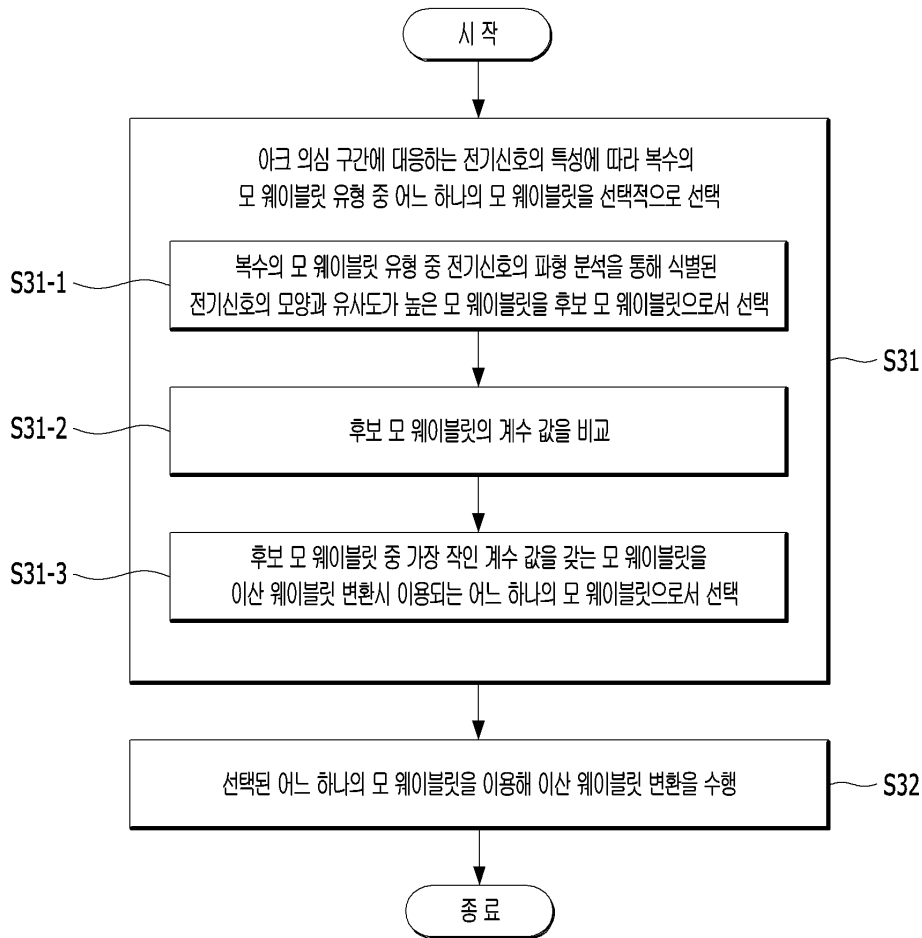 시 작
아크 의심 구간에 대응하는 전기신호의 특성에 따라 복수의
모 웨이블릿 유형 중 어느 하나의 모 웨이블릿을 선택적으로 선택
S31-1
복수의 모 웨이블릿 유형 중 전기신호의 파형 분석을 통해 식별된
전기신호의 모양과 유사도가 높은 모 웨이블릿을 후보 모 웨이블릿으로서 선택
S31
S31-2
후보 모 웨이블릿의 계수 값을 비교
S31-3
후보 모 웨이블릿 중 가장 작인 계수 값을 갖는 모 웨이블릿을
이산 웨이블릿 변환시 이용되는 어느 하나의 모 웨이블릿으로서 선택
선택된 어느 하나의 모 웨이블릿을 이용해 이산 웨이블릿 변환을 수행
S32
종 료